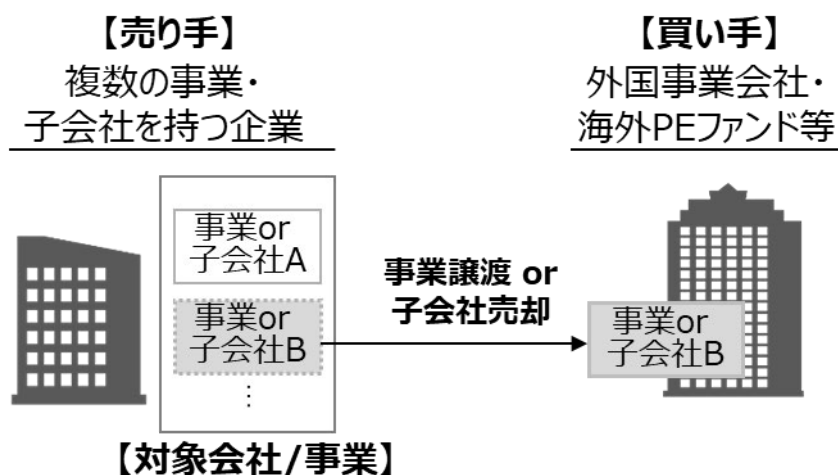 【売り手】
複数の事業・
子会社を持つ企業
【買い手】
外国事業会社・
海外PEファンド等
事業or
子会社A
事業or
子会社B
⋮
【対象会社/事業】
事業譲渡 or
子会社売却
事業or
子会社B